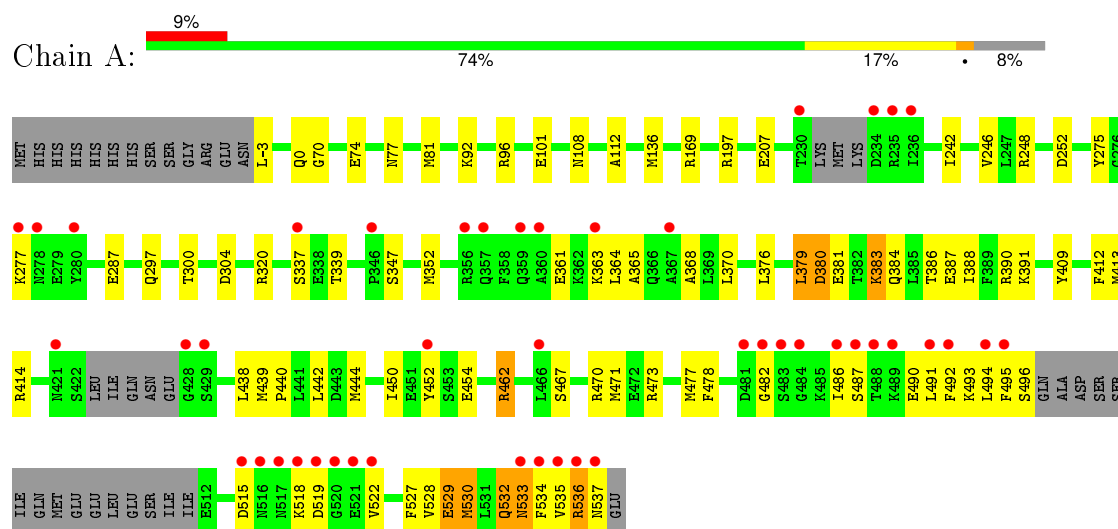 9%
Chain A:
74% 17% • 8%
MET HIS HIS HIS HIS HIS HIS SER SER GLY ARG GLU ASN L-3 Q0 G70 E74 N77 M81 K92 R96 E101 N108 A112 M136 R169 R197 E207 T230 LYS MET LYS D234 R235 I236 I242 V246 L247 R248 D252 Y275
K277 N278 E279 Y280 E287 Q297 T300 D304 R320 S337 E338 T339 P346 S347 M352 R356 Q357 F358 Q359 A360 E361 K362 K363 L364 A365 Q366 A367 A368 L369 L370 L376 L379 D380 E381 T382 K383 Q384 L385 T386 E387 I388 F389 R390 K391 Y409 F412 M413
R414 N421 S422 LEU ILE GLN ASN GLU G428 S429 L438 M439 P440 L441 L442 D443 M444 I450 E451 Y452 S453 E454 R462 L466 S467 R470 M471 E472 R473 M477 F478 D481 G482 S483 G484 K485 I486 S487 T488 K489 E490 L491 F492 K493 L494 F495 S496 GLN ALA ASP SER
ILE GLN MET GLU GLU LEU GLU SER ILE ILE E512 D515 N516 N517 K518 D519 G520 E521 V522 F527 V528 E529 M530 L531 Q532 N533 F534 V535 R536 N537 GLU